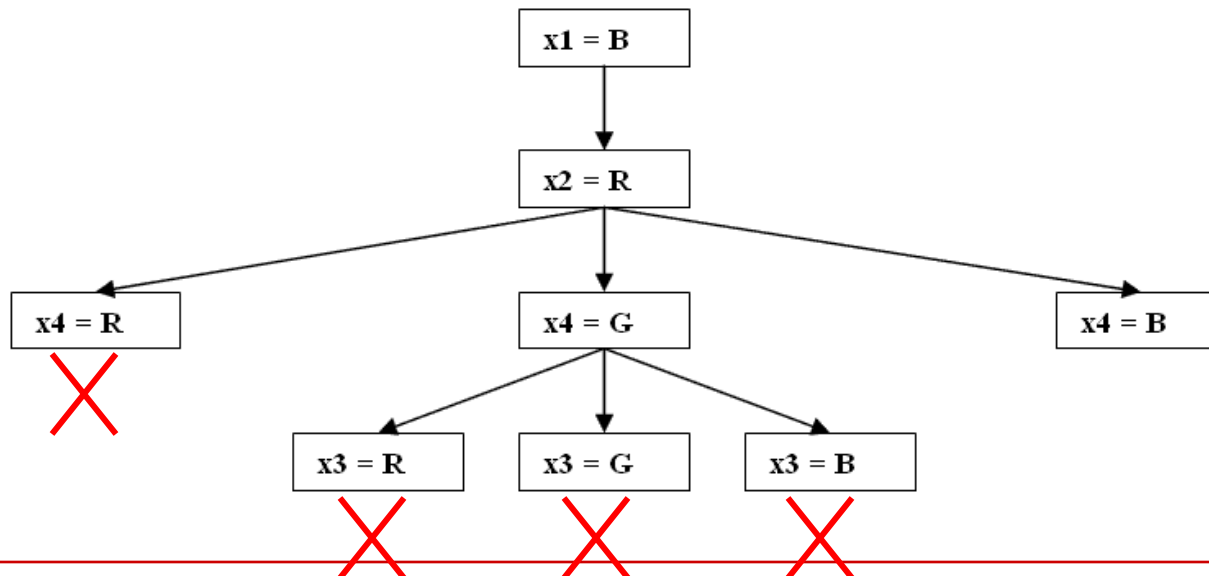 x1 = B
x2 = R
x4 = R
x4 = G
x4 = B
x3 = R
x3 = G
x3 = B